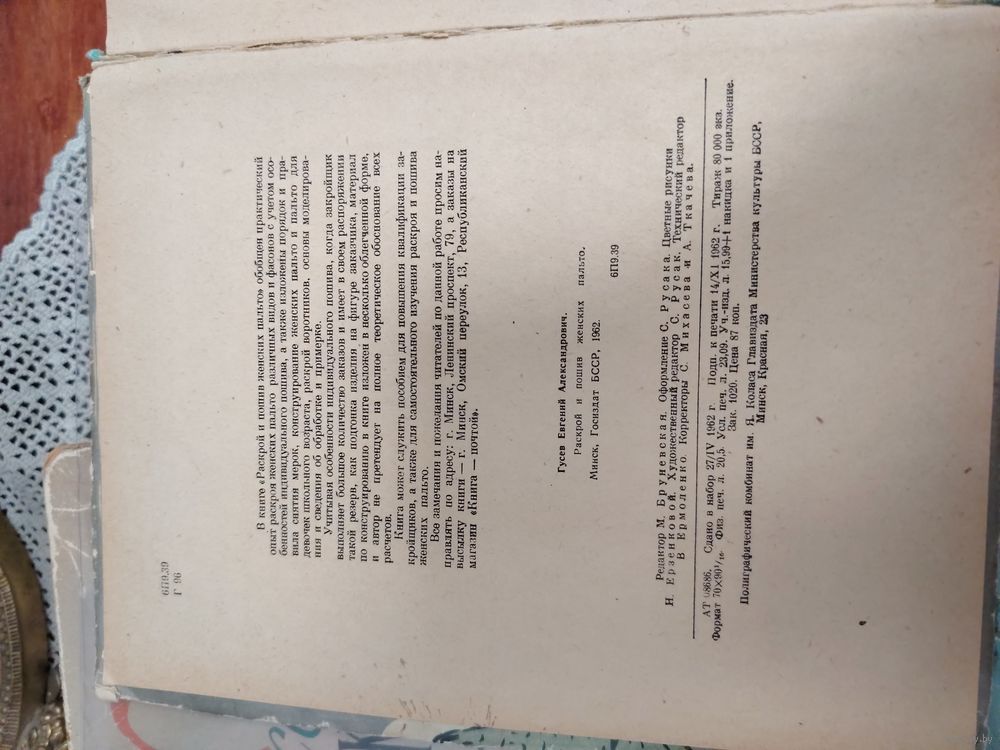 6П9.39
Г 96
В книге «Раскрой и пошив женских пальто» обобщен практический
опыт раскроя женских пальто различных видов и фасонов с учетом осо-
бенностей индивидуального пошива, а также изложены порядок и пра-
вила снятия мерок, конструирование женских пальто и пальто для
девочек школьного возраста, раскрой воротников, основы моделирова-
ния и сведения об обработке и примерке.
Учитывая особенности индивидуального пошива, когда закройщик
выполняет большое количество заказов и имеет в своем распоряжении
такой резерв, как подгонка изделия на фигуре заказчика, материал
по конструированию в книге изложен в несколько облегченной форме,
и автор не претендует на полное теоретическое обоснование всех
расчетов.
Книга может служить пособием для повышения квалификации за-
кройщиков, а также для самостоятельного изучения раскроя и пошива
женских пальто.
Все замечания и пожелания читателей по данной работе просим на-
правлять по адресу: г. Минск, Ленинский проспект, 79, а заказы на
высылку книги — г. Минск, Омский переулок, 13, Республиканский
магазин «Книга — почтой».
Гусев Евгений Александрович.
Раскрой и пошив женских пальто.
Минск, Госиздат БССР, 1962.
6П9.39
Редактор М. Бруневская. Оформление С. Русака. Цветные рисунки
Н. Ерзенковой. Художественный редактор С. Русак. Технический редактор
В. Ермоленко. Корректоры С. Михасева и А. Ткачева.
АТ 08686. Сдано в набор 27/IV 1962 г. Подп. к печати 14/XI 1962 г. Тираж 80 000 экз.
Формат 70×90¹/₁₆. Физ. печ. л. 20,5. Усл. печ. л. 23,09. Уч.-изд. л. 15,99+1 накидка и 1 приложение.
Зак. 1020. Цена 87 коп.
Полиграфический комбинат им. Я. Коласа Главиздата Министерства культуры БССР,
Минск, Красная, 23